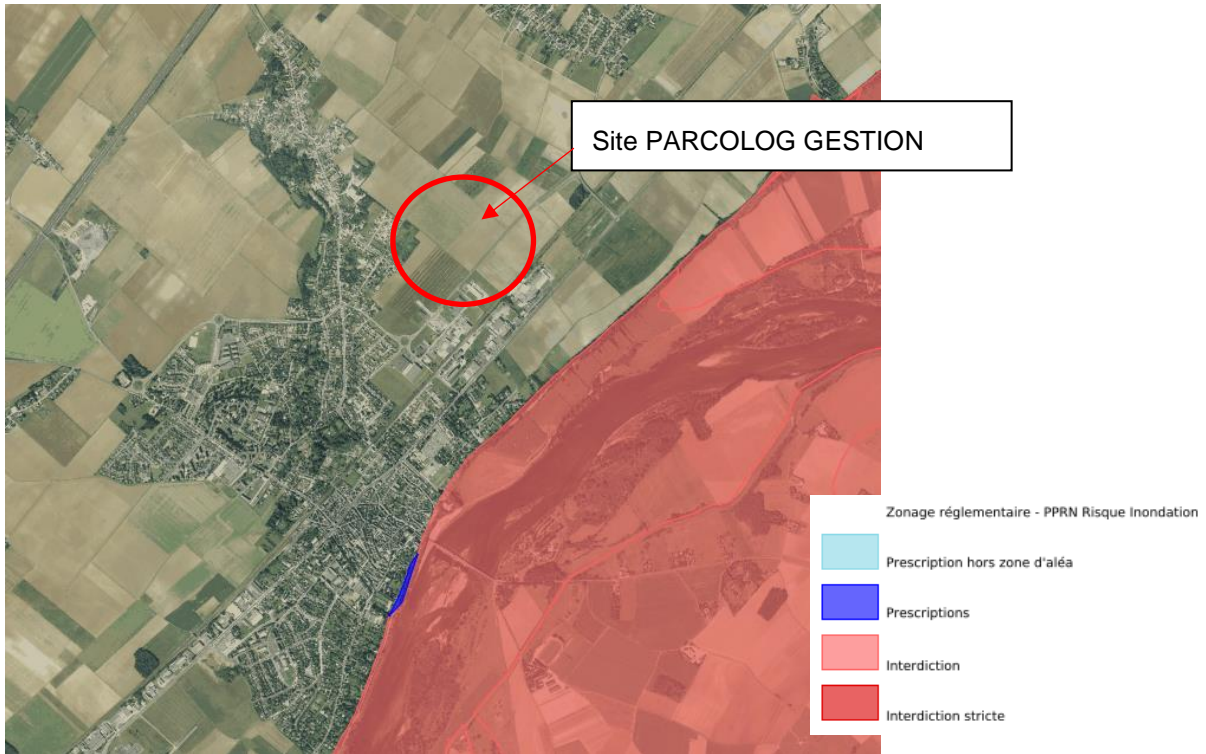 Site PARCOLOG GESTION
Zonage réglementaire - PPRN Risque Inondation
Prescription hors zone d'aléa
Prescriptions
Interdiction
Interdiction stricte